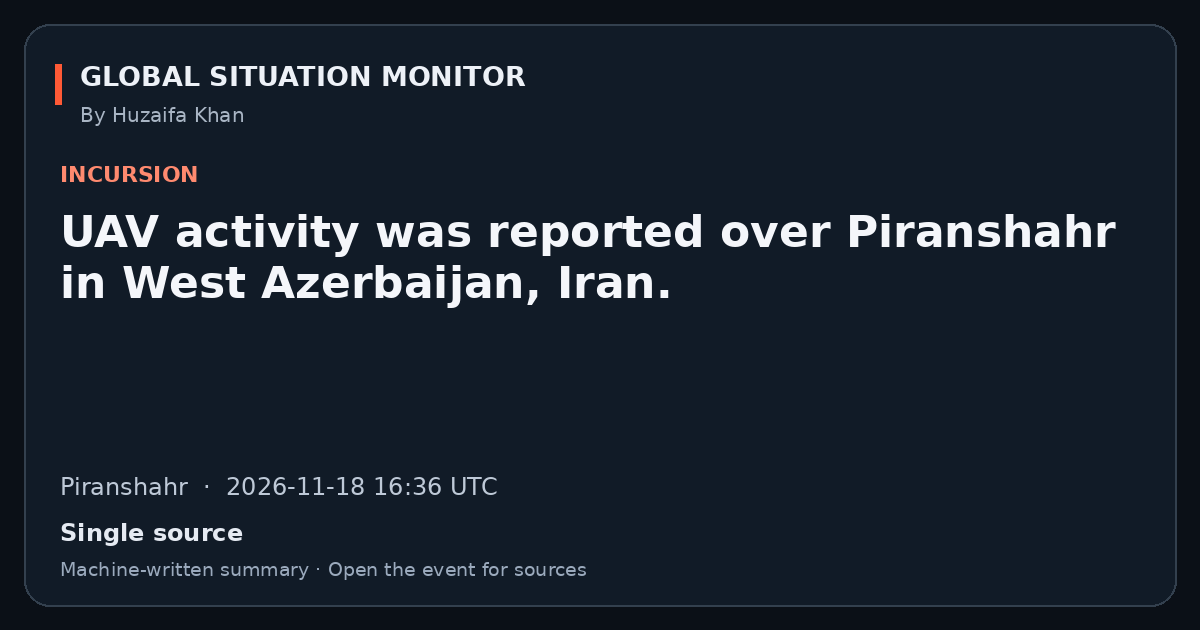 GLOBAL SITUATION MONITOR
By Huzaifa Khan
INCURSION
UAV activity was reported over Piranshahr
in West Azerbaijan, Iran.
Piranshahr · 2026-11-18 16:36 UTC
Single source
Machine-written summary · Open the event for sources